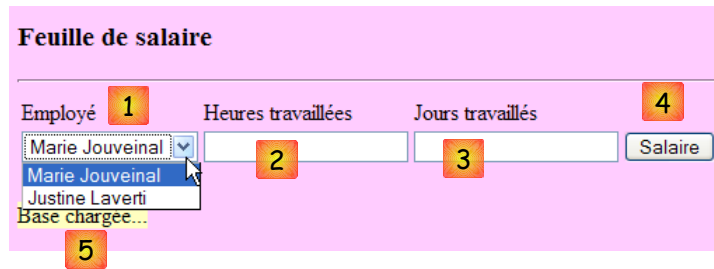 Feuille de salaire
Employé 1 Heures travaillées Jours travaillés 4
Marie Jouveinal 2 3 Salaire
Marie Jouveinal
Justine Laverti
Base chargée...
5